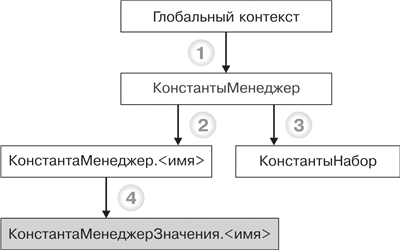 Глобальный контекст
1
КонстантыМенеджер
2
3
КонстантаМенеджер.<имя>
КонстантыНабор
4
КонстантаМенеджерЗначения.<имя>